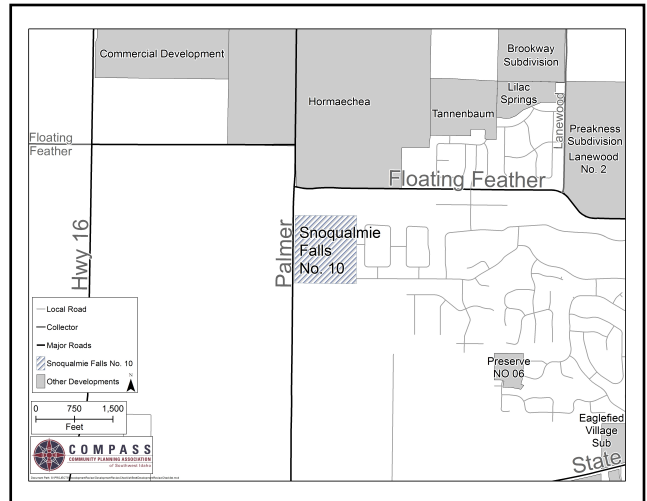 Commercial Development
Brookway
Subdivision
Lilac
Springs
Hormaechea
Tannenbaum
Lanewood
Preakness
Subdivision
Lanewood
No. 2
Floating
Feather
Floating Feather
Hwy 16
Palmer
Snoqualmie
Falls
No. 10
Local Road
Collector
Major Roads
Snoqualmie Falls No. 10
Other Developments
N
Preserve
NO 06
0 750 1,500
Feet
Eaglefied
Village
Sub
State
COMPASS
COMMUNITY PLANNING ASSOCIATION
of Southwest Idaho